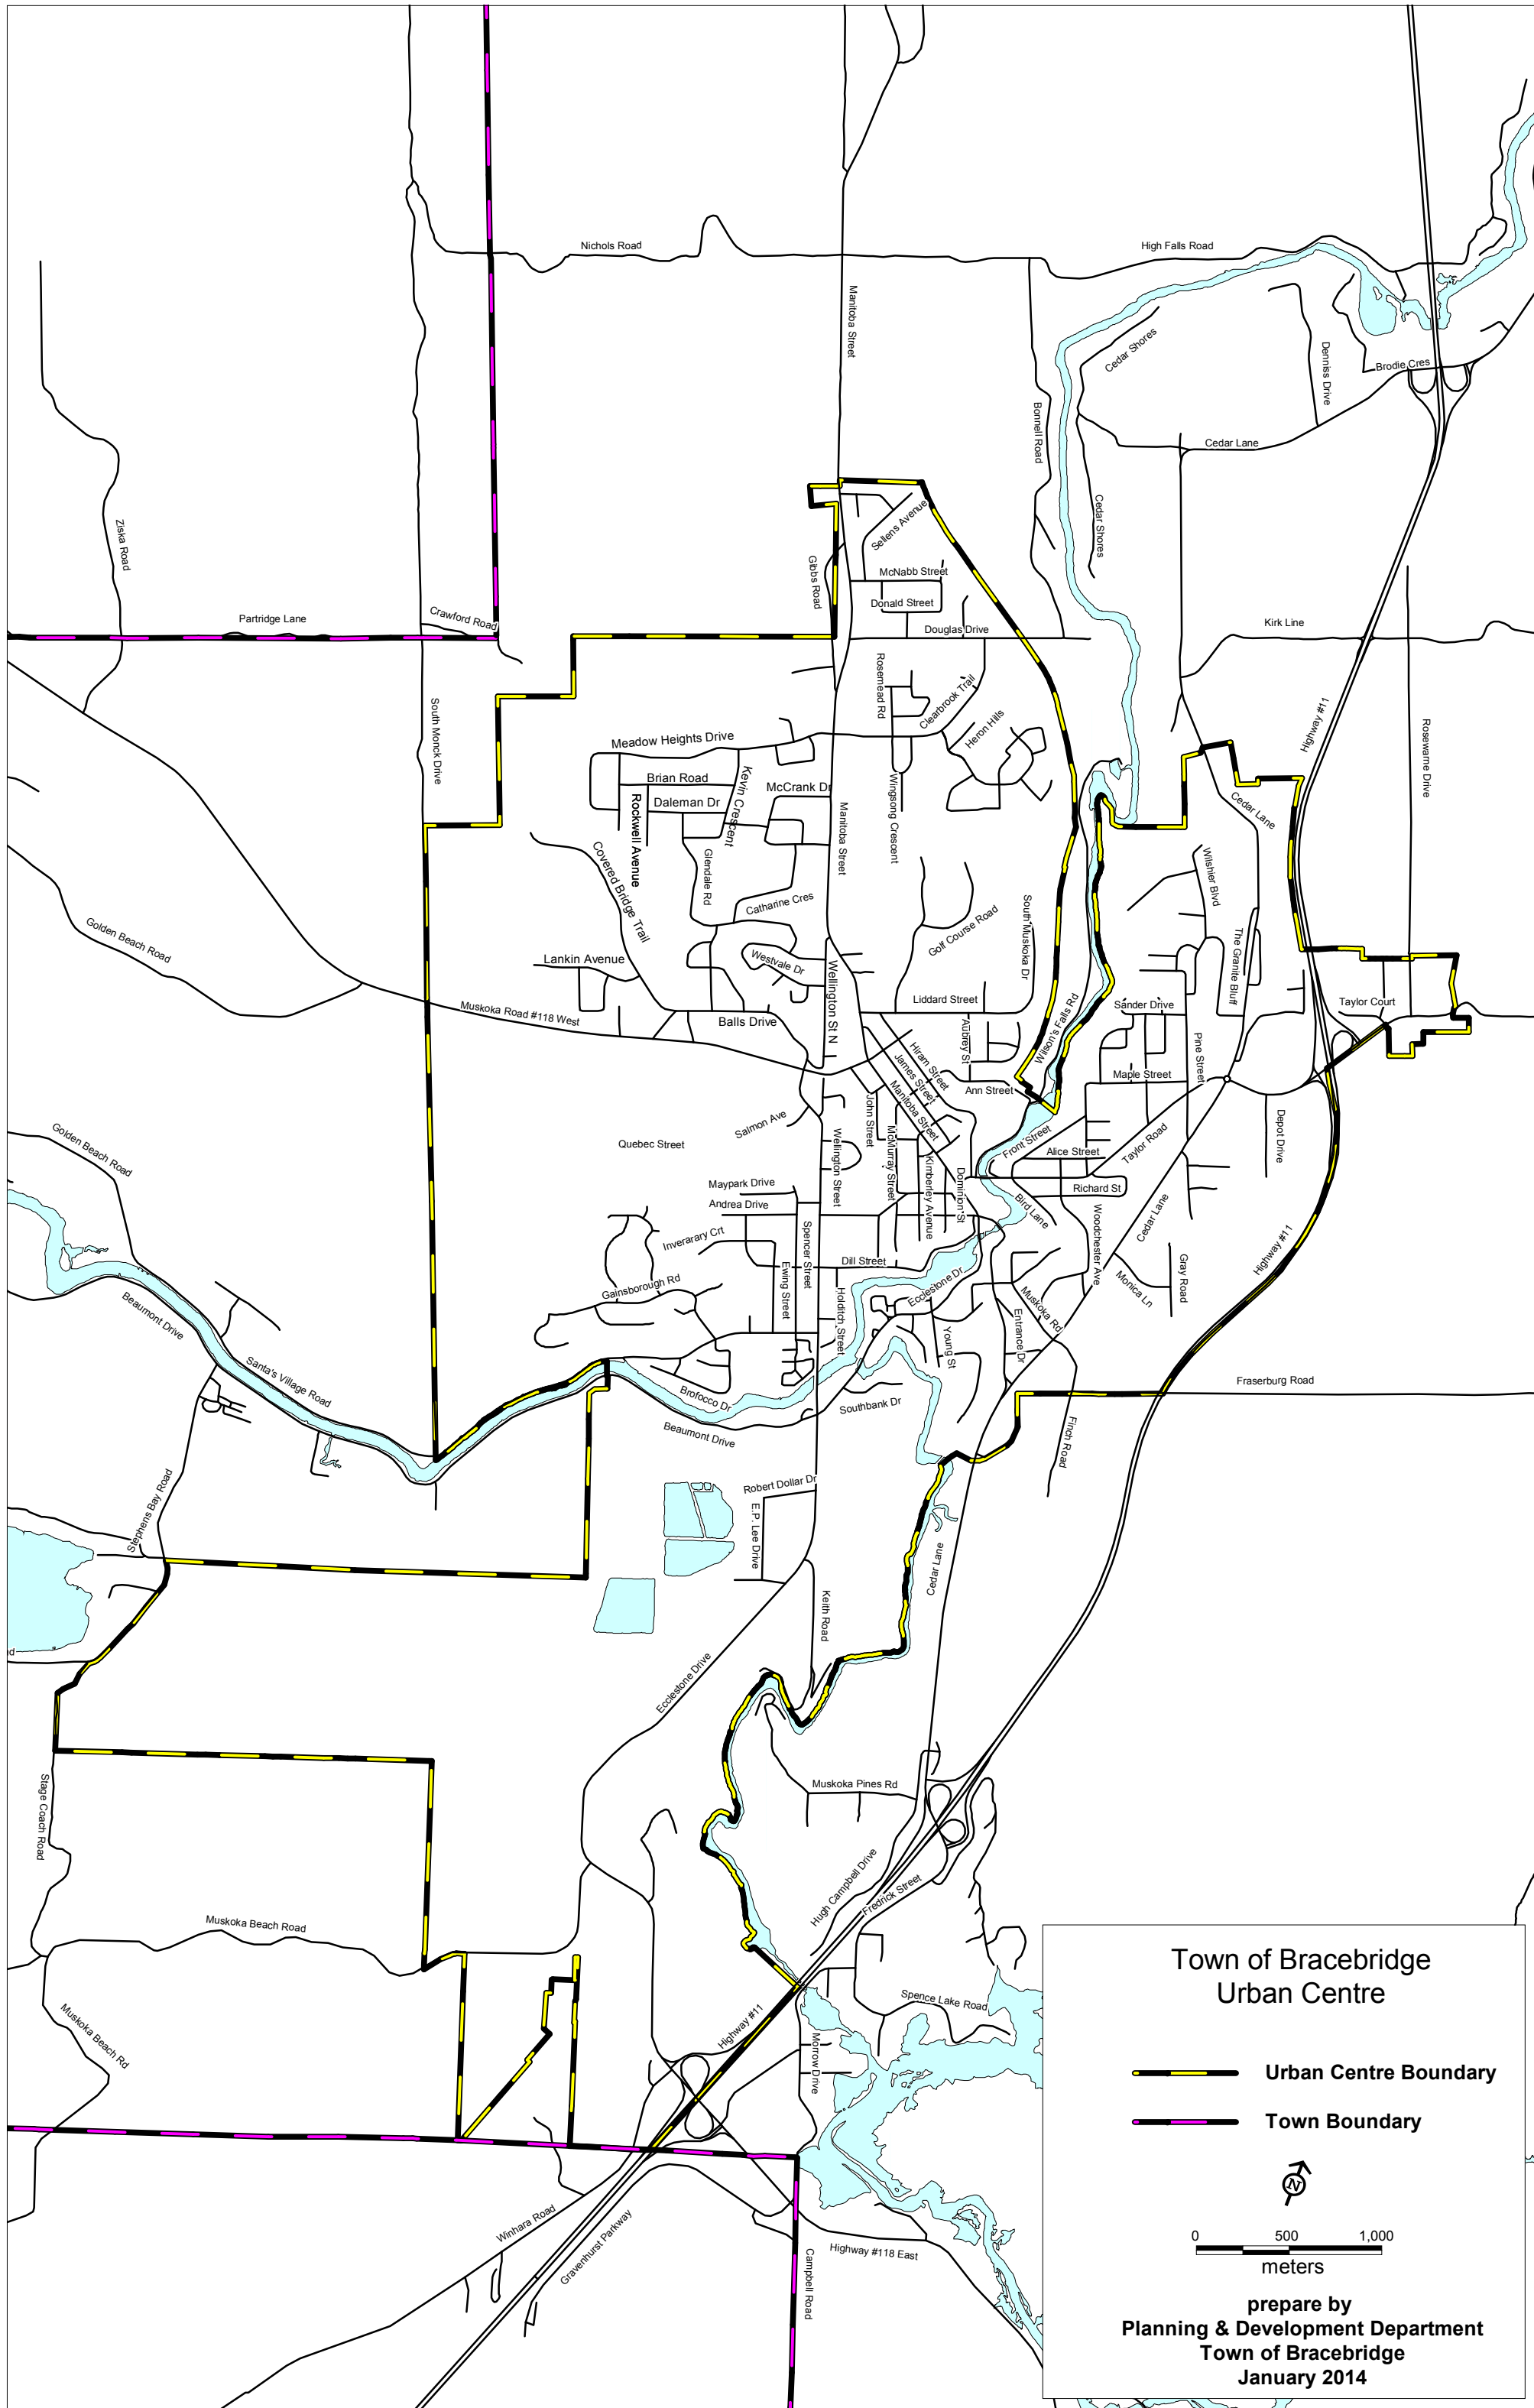 Nichols Road
High Falls Road
Manitoba Street
Cedar Shores
Denniss Drive
Brodie Cres
Bonnell Road
Cedar Lane
Cedar Shores
Ziska Road
Sellens Avenue
Gibbs Road
McNabb Street
Donald Street
Partridge Lane
Crawford Road
Douglas Drive
Kirk Line
Rosemead Rd
Clearbrook Trail
South Monck Drive
Highway #11
Rosewarne Drive
Heron Hills
Meadow Heights Drive
Brian Road
Kevin Crescent
McCrank Dr
Daleman Dr
Rockwell Avenue
Manitoba Street
Wingsong Crescent
Cedar Lane
Covered Bridge Trail
Glendale Rd
Wilshier Blvd
Catharine Cres
Golf Course Road
South Muskoka Dr
Golden Beach Road
The Granite Bluff
Lankin Avenue
Westvale Dr
Wellington St N
Liddard Street
Sander Drive
Taylor Court
Muskoka Road #118 West
Balls Drive
Aubrey St
Wilson's Falls Rd
Pine Street
Hiram Street
James Street
Manitoba Street
Ann Street
Maple Street
John Street
Salmon Ave
Quebec Street
Wellington Street
McMurray Street
Kimberley Avenue
Front Street
Alice Street
Taylor Road
Depot Drive
Golden Beach Road
Maypark Drive
Andrea Drive
Dominion St
Richard St
Bird Lane
Woodchester Ave
Cedar Lane
Inverarary Crt
Spencer Street
Dill Street
Ewing Street
Ecclestone Dr
Monica Ln
Gray Road
Highway #11
Gainsborough Rd
Holditch Street
Muskoka Rd
Entrance Dr
Young St
Beaumont Drive
Santa's Village Road
Brofocco Dr
Beaumont Drive
Southbank Dr
Fraserburg Road
Finch Road
Stephens Bay Road
Robert Dollar Dr
E.P. Lee Drive
Cedar Lane
Keith Road
ed
Ecclestone Drive
Stage Coach Road
Muskoka Pines Rd
Hugh Campbell Drive
Fredrick Street
Muskoka Beach Road
Muskoka Beach Rd
Spence Lake Road
Highway #11
Morrow Drive
Winhara Road
Gravenhurst Parkway
Campbell Road
Highway #118 East
Town of Bracebridge
Urban Centre
Urban Centre Boundary
Town Boundary
N
0 500 1,000
meters
prepare by
Planning & Development Department
Town of Bracebridge
January 2014